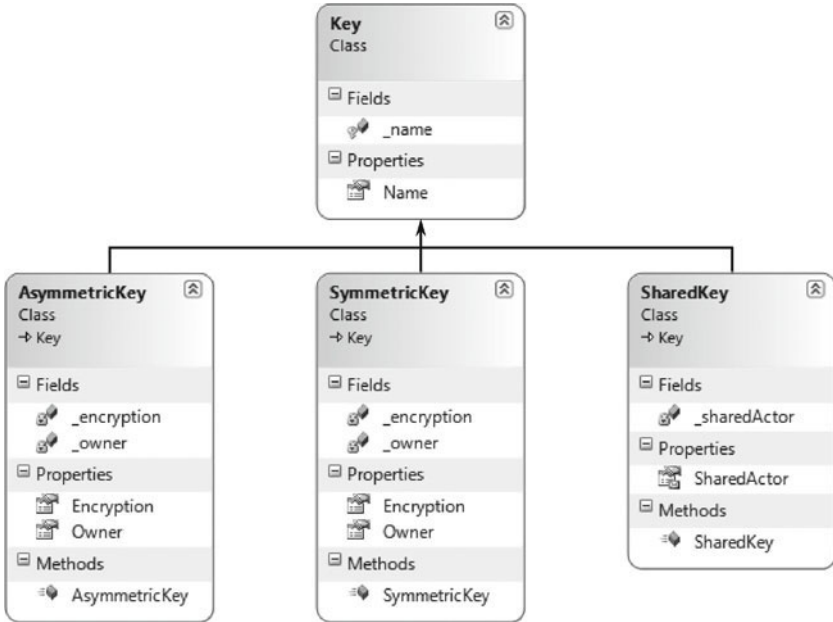 Key
Class
Fields
_name
Properties
Name
AsymmetricKey
Class
Key
Fields
_encryption
_owner
Properties
Encryption
Owner
Methods
AsymmetricKey
SymmetricKey
Class
Key
Fields
_encryption
_owner
Properties
Encryption
Owner
Methods
SymmetricKey
SharedKey
Class
Key
Fields
_sharedActor
Properties
SharedActor
Methods
SharedKey